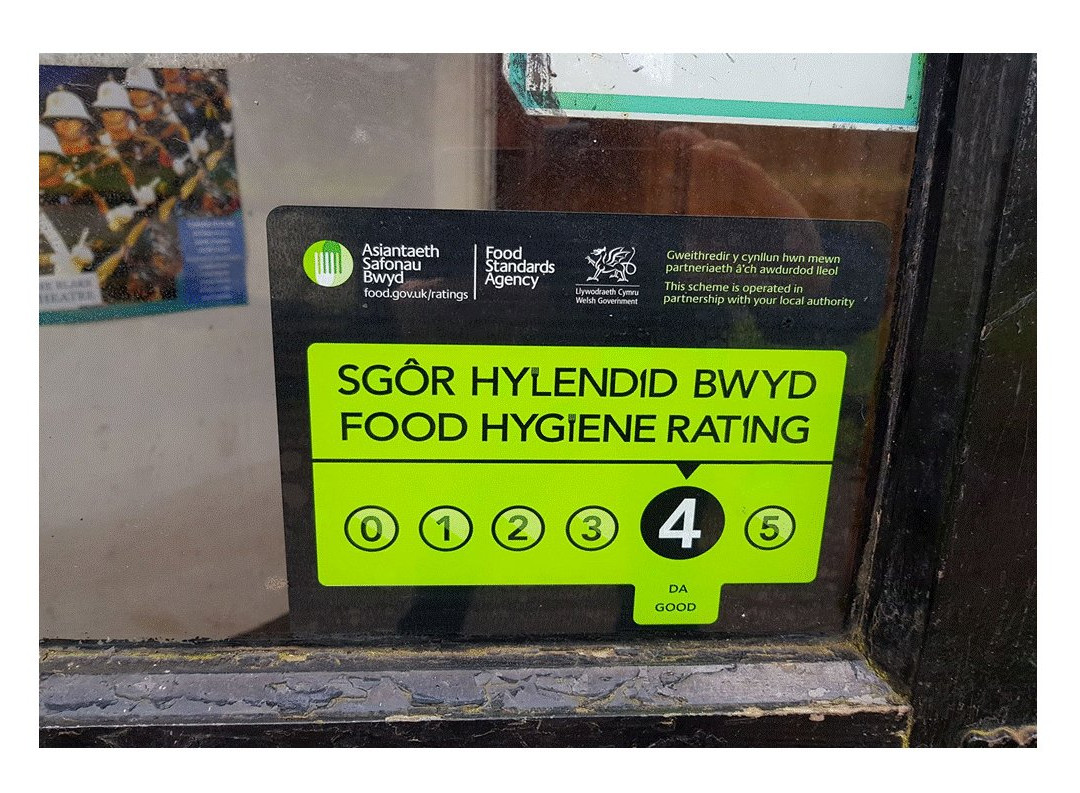 Asiantaeth
Safonau
Bwyd
food.gov.uk/ratings
Food
Standards
Agency
Llywodraeth Cymru
Welsh Government
Gweithredir y cynllun hwn mewn
partneriaeth â'ch awdurdod lleol
This scheme is operated in
partnership with your local authority
SGÔR HYLENDID BWYD
FOOD HYGIENE RATING
0 1 2 3 4 5
DA
GOOD
THEATRE